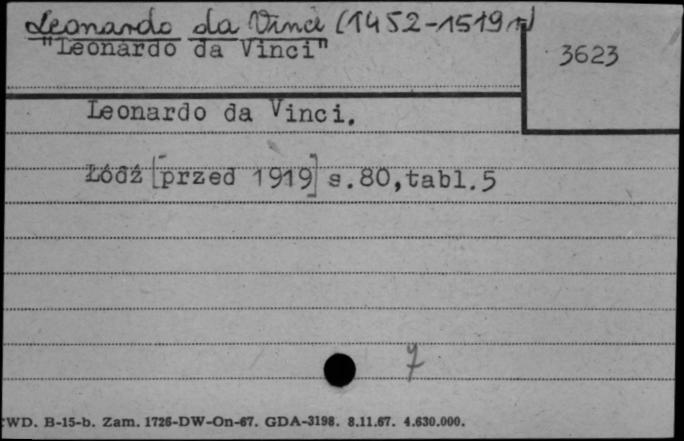 Leonardo da Vinci (1452-1519)
"Leonardo da Vinci"
3623
Leonardo da Vinci.
Łódź [przed 1919] s.80,tabl.5
7
CWD. B-15-b. Zam. 1726-DW-On-67. GDA-3198. 8.11.67. 4.630.000.